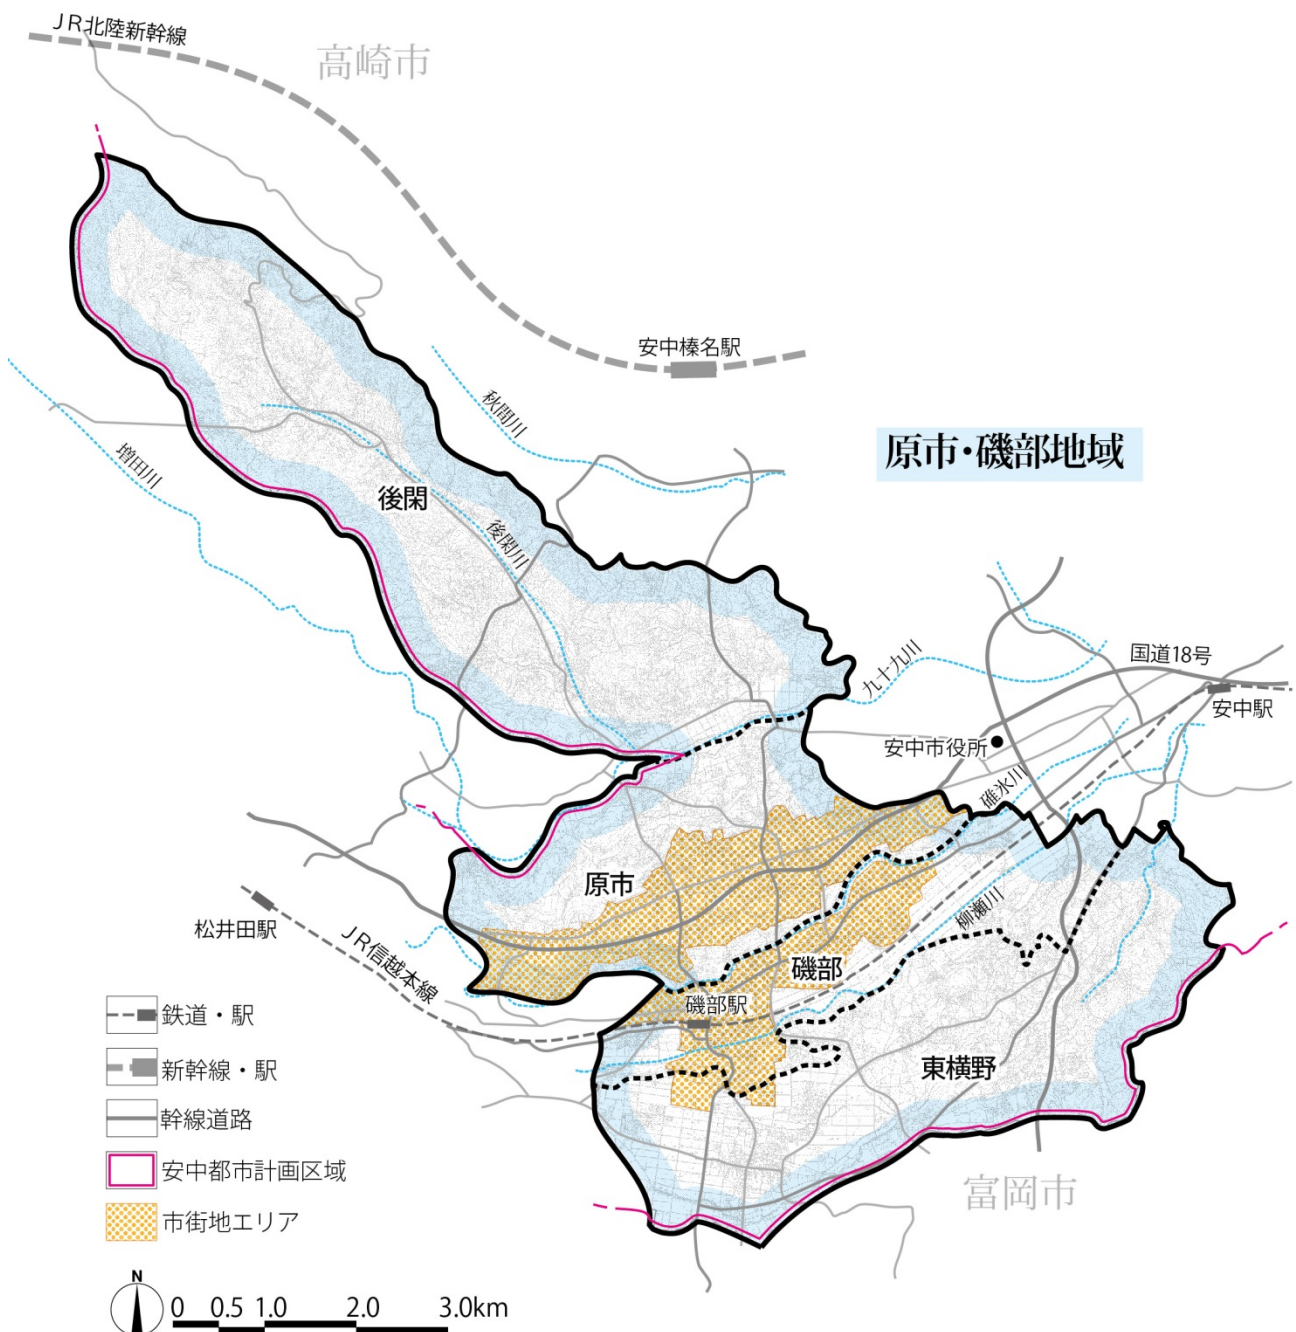 JR北陸新幹線
高崎市
安中榛名駅
秋間川
原市・磯部地域
増田川
後閑
後閑川
九十九川
国道18号
安中駅
安中市役所
碓氷川
原市
柳瀬川
松井田駅
JR信越本線
磯部
磯部駅
東横野
富岡市
鉄道・駅
新幹線・駅
幹線道路
安中都市計画区域
市街地エリア
N
0 0.5 1.0 2.0 3.0km